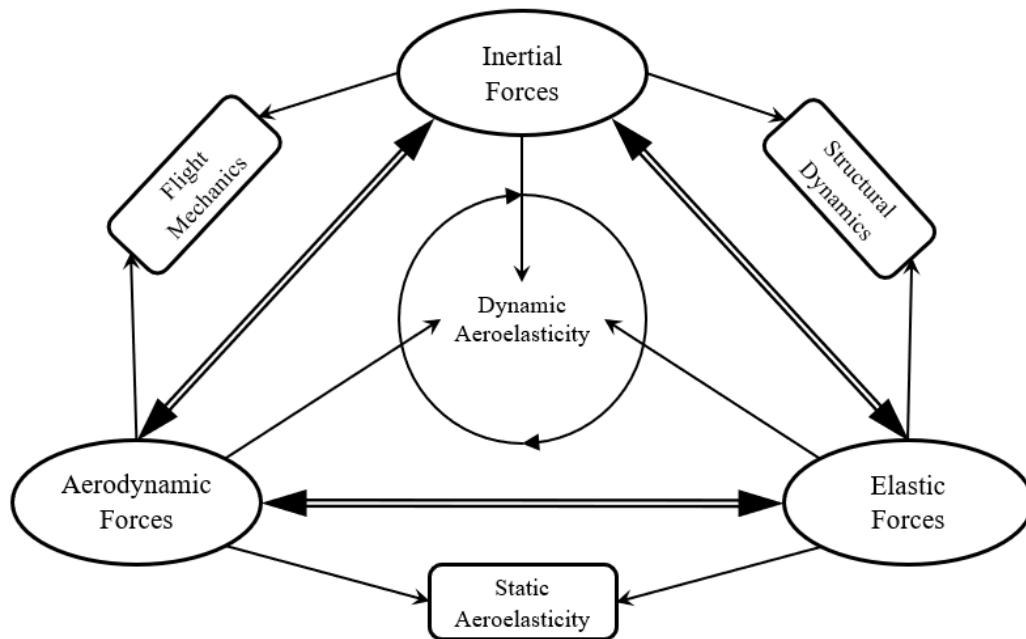 Inertial
Forces
Flight
Mechanics
Structural
Dynamics
Dynamic
Aeroelasticity
Aerodynamic
Forces
Elastic
Forces
Static
Aeroelasticity